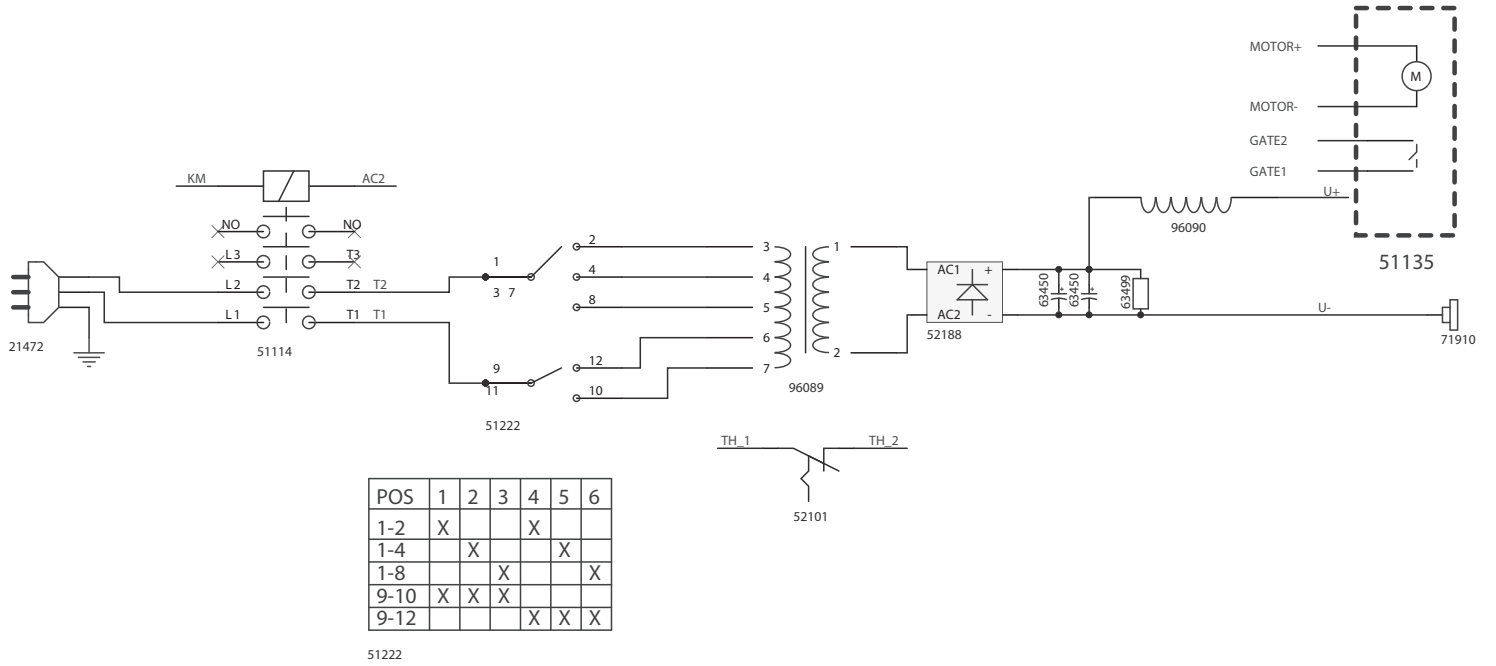 MOTOR+
M
MOTOR-
GATE2
GATE1
U+
96090
51135
KM
AC2
NO
NO
L3
T3
L2
T2
T2
L1
T1
T1
21472
51114
1
3 7
2
4
8
9
11
12
10
51222
3
4
5
6
7
1
2
96089
AC1
+
AC2
-
52188
+
63450
+
63450
63499
U-
71910
TH_1
TH_2
52101
POS 1 2 3 4 5 6
1-2 X X
1-4 X X
1-8 X X
9-10 X X X
9-12 X X X
51222